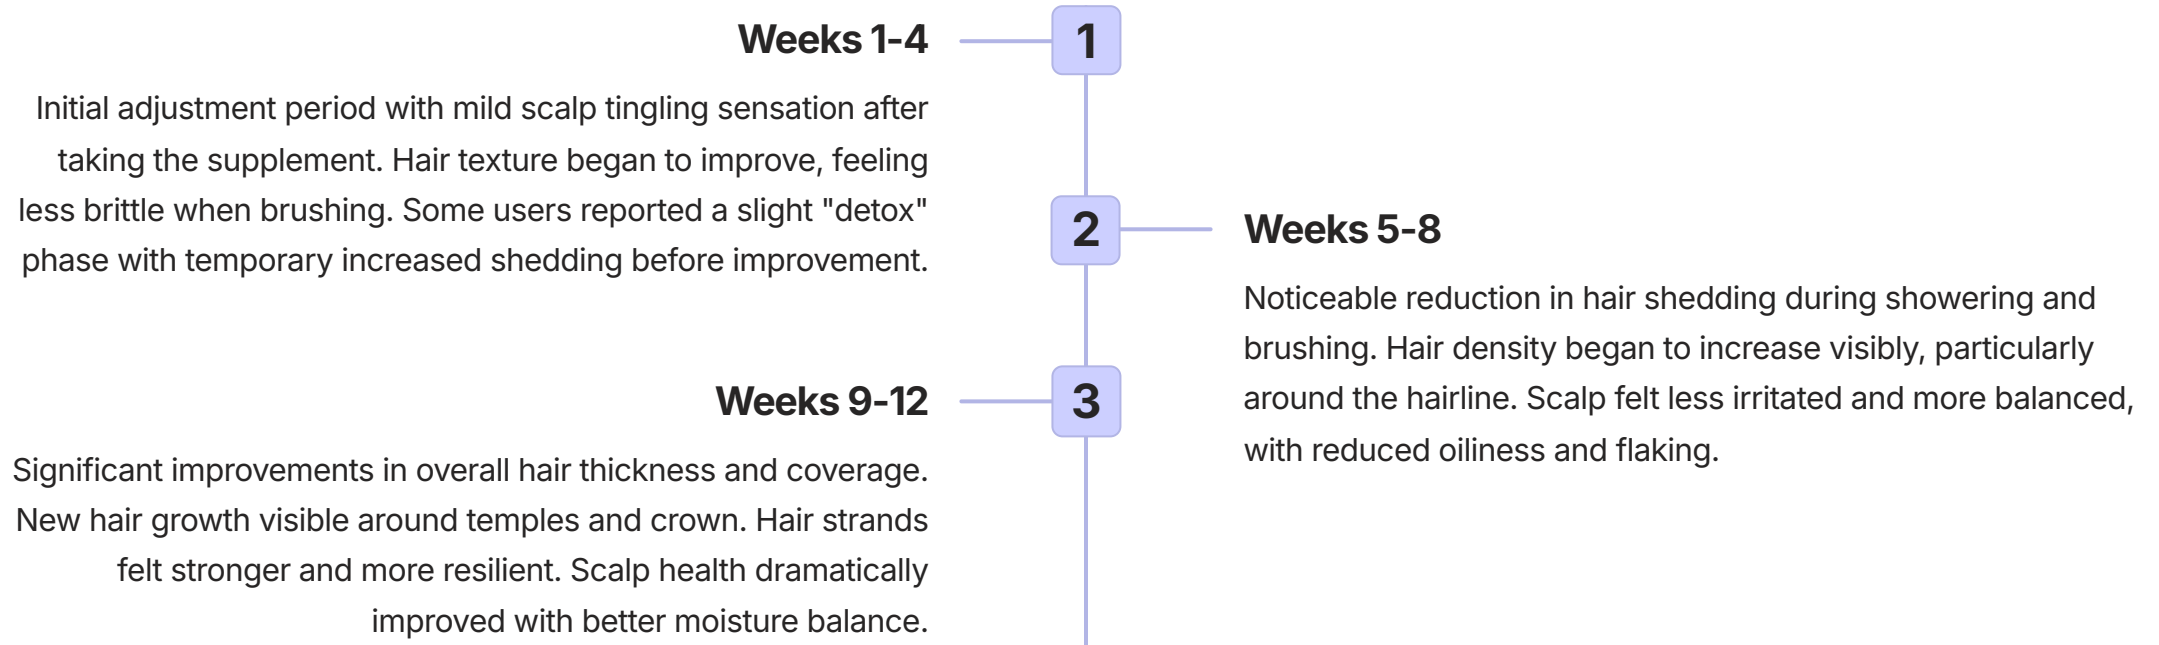 Weeks 1-4
1
Initial adjustment period with mild scalp tingling sensation after
taking the supplement. Hair texture began to improve, feeling
less brittle when brushing. Some users reported a slight "detox"
phase with temporary increased shedding before improvement.
2
Weeks 5-8
Noticeable reduction in hair shedding during showering and
brushing. Hair density began to increase visibly, particularly
around the hairline. Scalp felt less irritated and more balanced,
with reduced oiliness and flaking.
Weeks 9-12
3
Significant improvements in overall hair thickness and coverage.
New hair growth visible around temples and crown. Hair strands
felt stronger and more resilient. Scalp health dramatically
improved with better moisture balance.